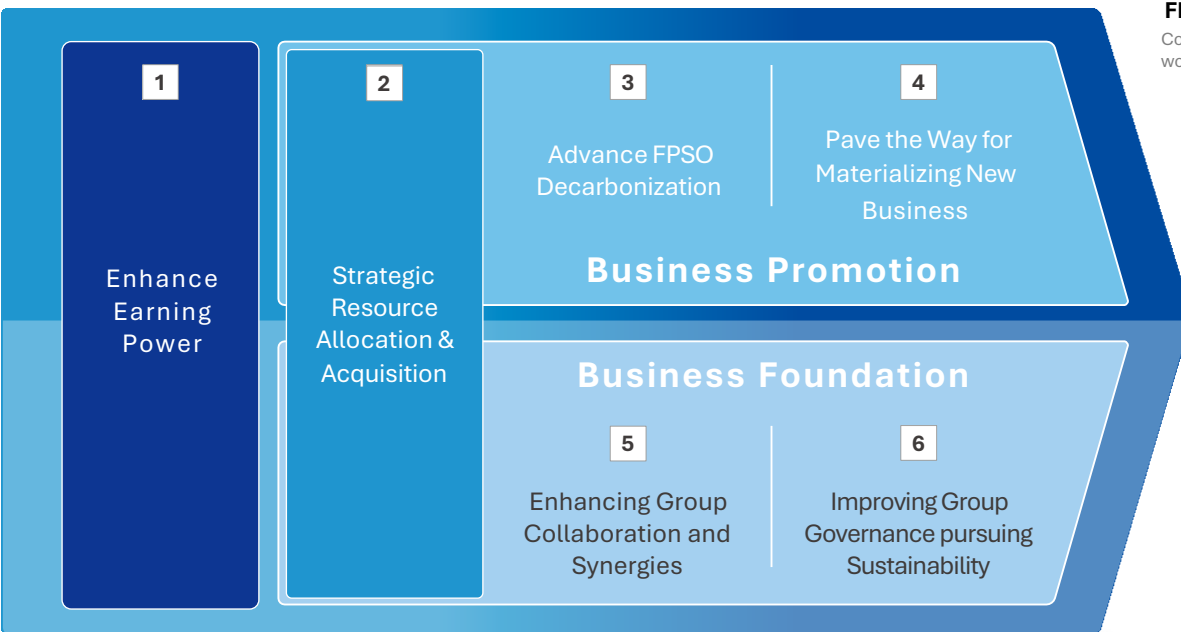 1
Enhance
Earning
Power
2
Strategic
Resource
Allocation &
Acquisition
3
Advance FPSO
Decarbonization
4
Pave the Way for
Materializing New
Business
Business Promotion
Business Foundation
5
Enhancing Group
Collaboration and
Synergies
6
Improving Group
Governance pursuing
Sustainability